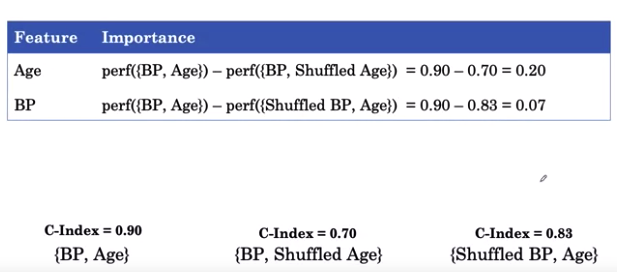 Feature Importance
Age perf({BP, Age}) – perf({BP, Shuffled Age}) = 0.90 – 0.70 = 0.20
BP perf({BP, Age}) – perf({Shuffled BP, Age}) = 0.90 – 0.83 = 0.07
C-Index = 0.90 C-Index = 0.70 C-Index = 0.83
{BP, Age} {BP, Shuffled Age} {Shuffled BP, Age}